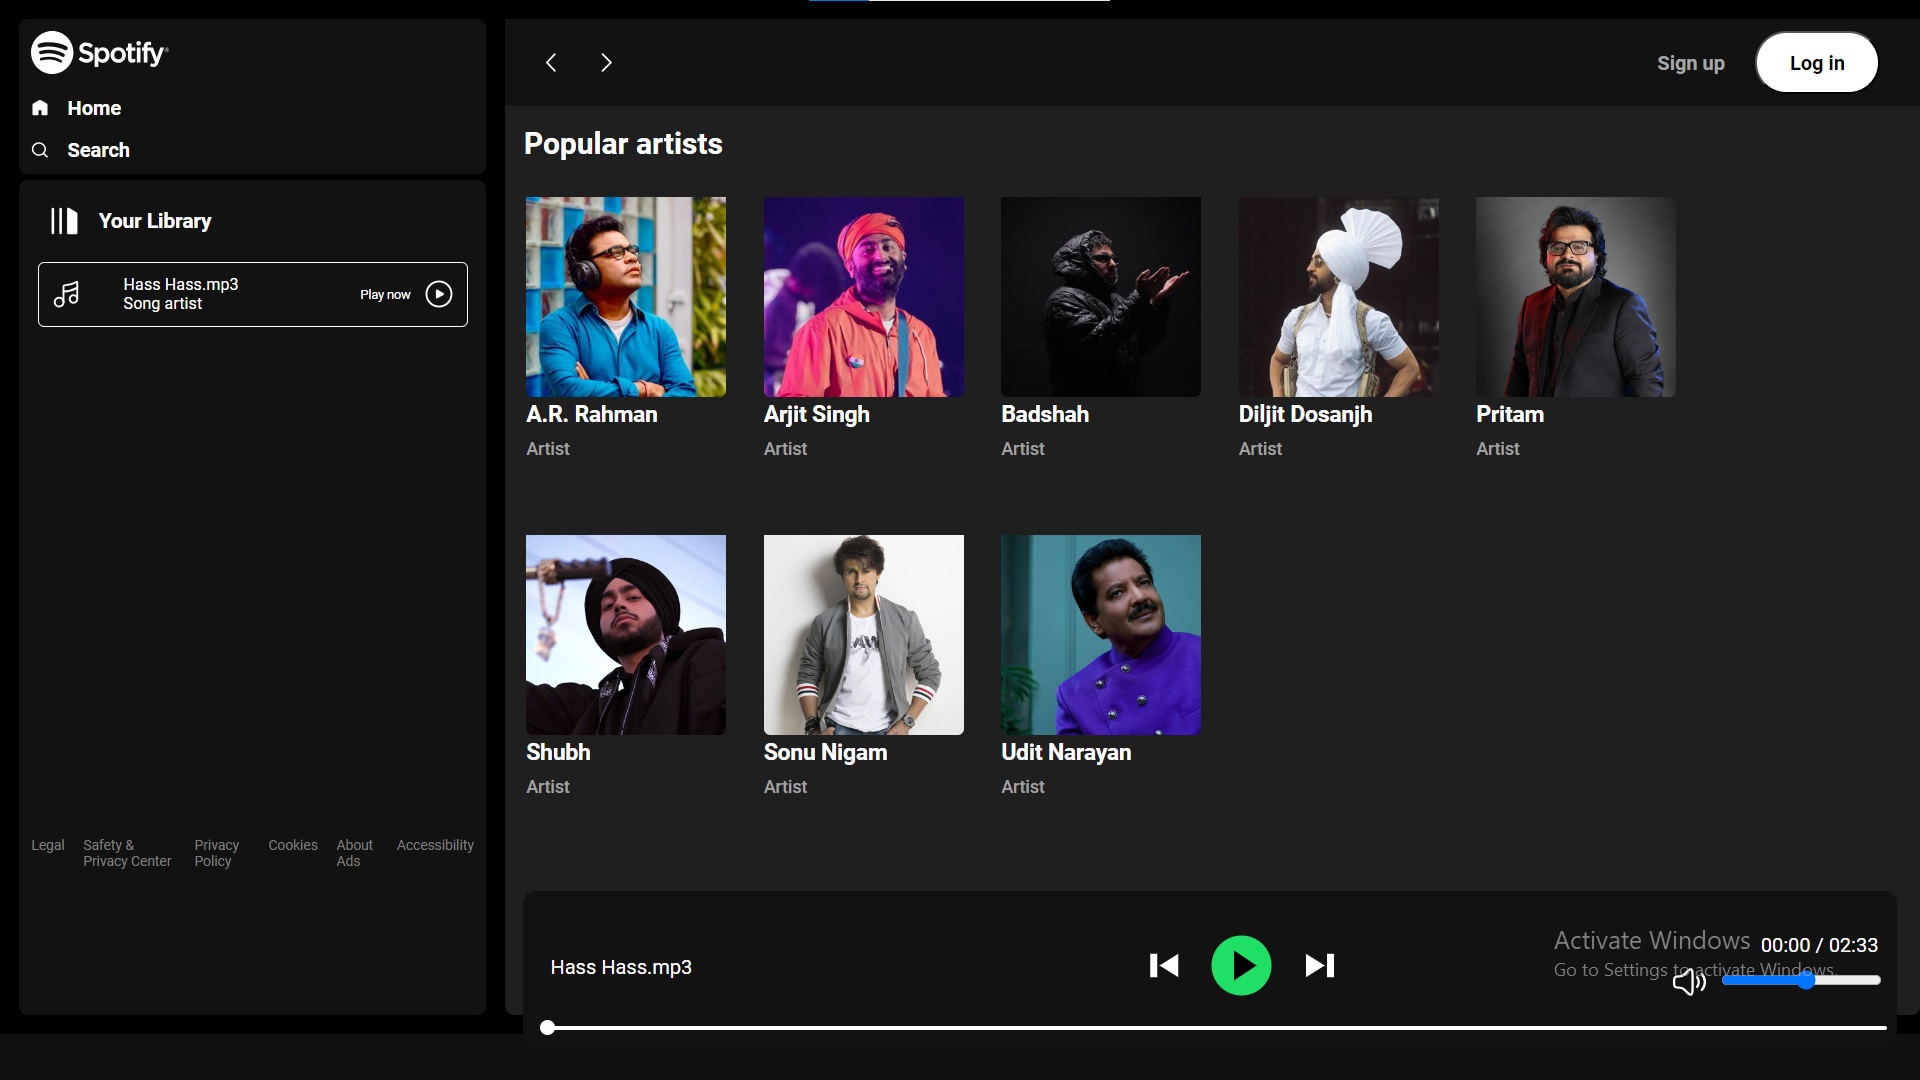 Spotify
Home
Search
Your Library
Hass Hass.mp3
Song artist
Play now
Legal
Safety &
Privacy Center
Privacy
Policy
Cookies
About
Ads
Accessibility
Sign up
Log in
Popular artists
A.R. Rahman
Artist
Arjit Singh
Artist
Badshah
Artist
Diljit Dosanjh
Artist
Pritam
Artist
Shubh
Artist
Sonu Nigam
Artist
Udit Narayan
Artist
Hass Hass.mp3
Activate Windows
Go to Settings to activate Windows.
00:00 / 02:33